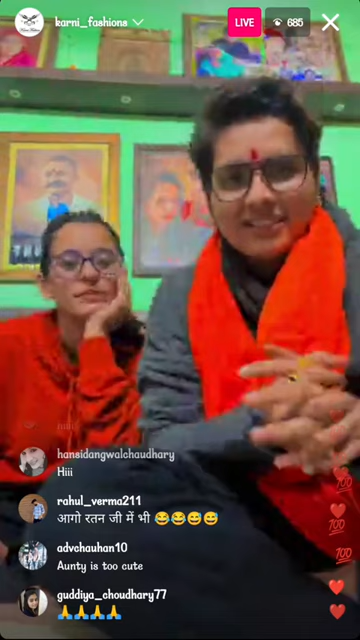 karni_fashions
LIVE
685
hansidangwalchaudhary
Hiii
rahul_verma211
आगो रतन जी में भी 😂😂😅😅
advchauhan10
Aunty is too cute
guddiya_choudhary77
🙏🙏🙏🙏
💯
💯
💯